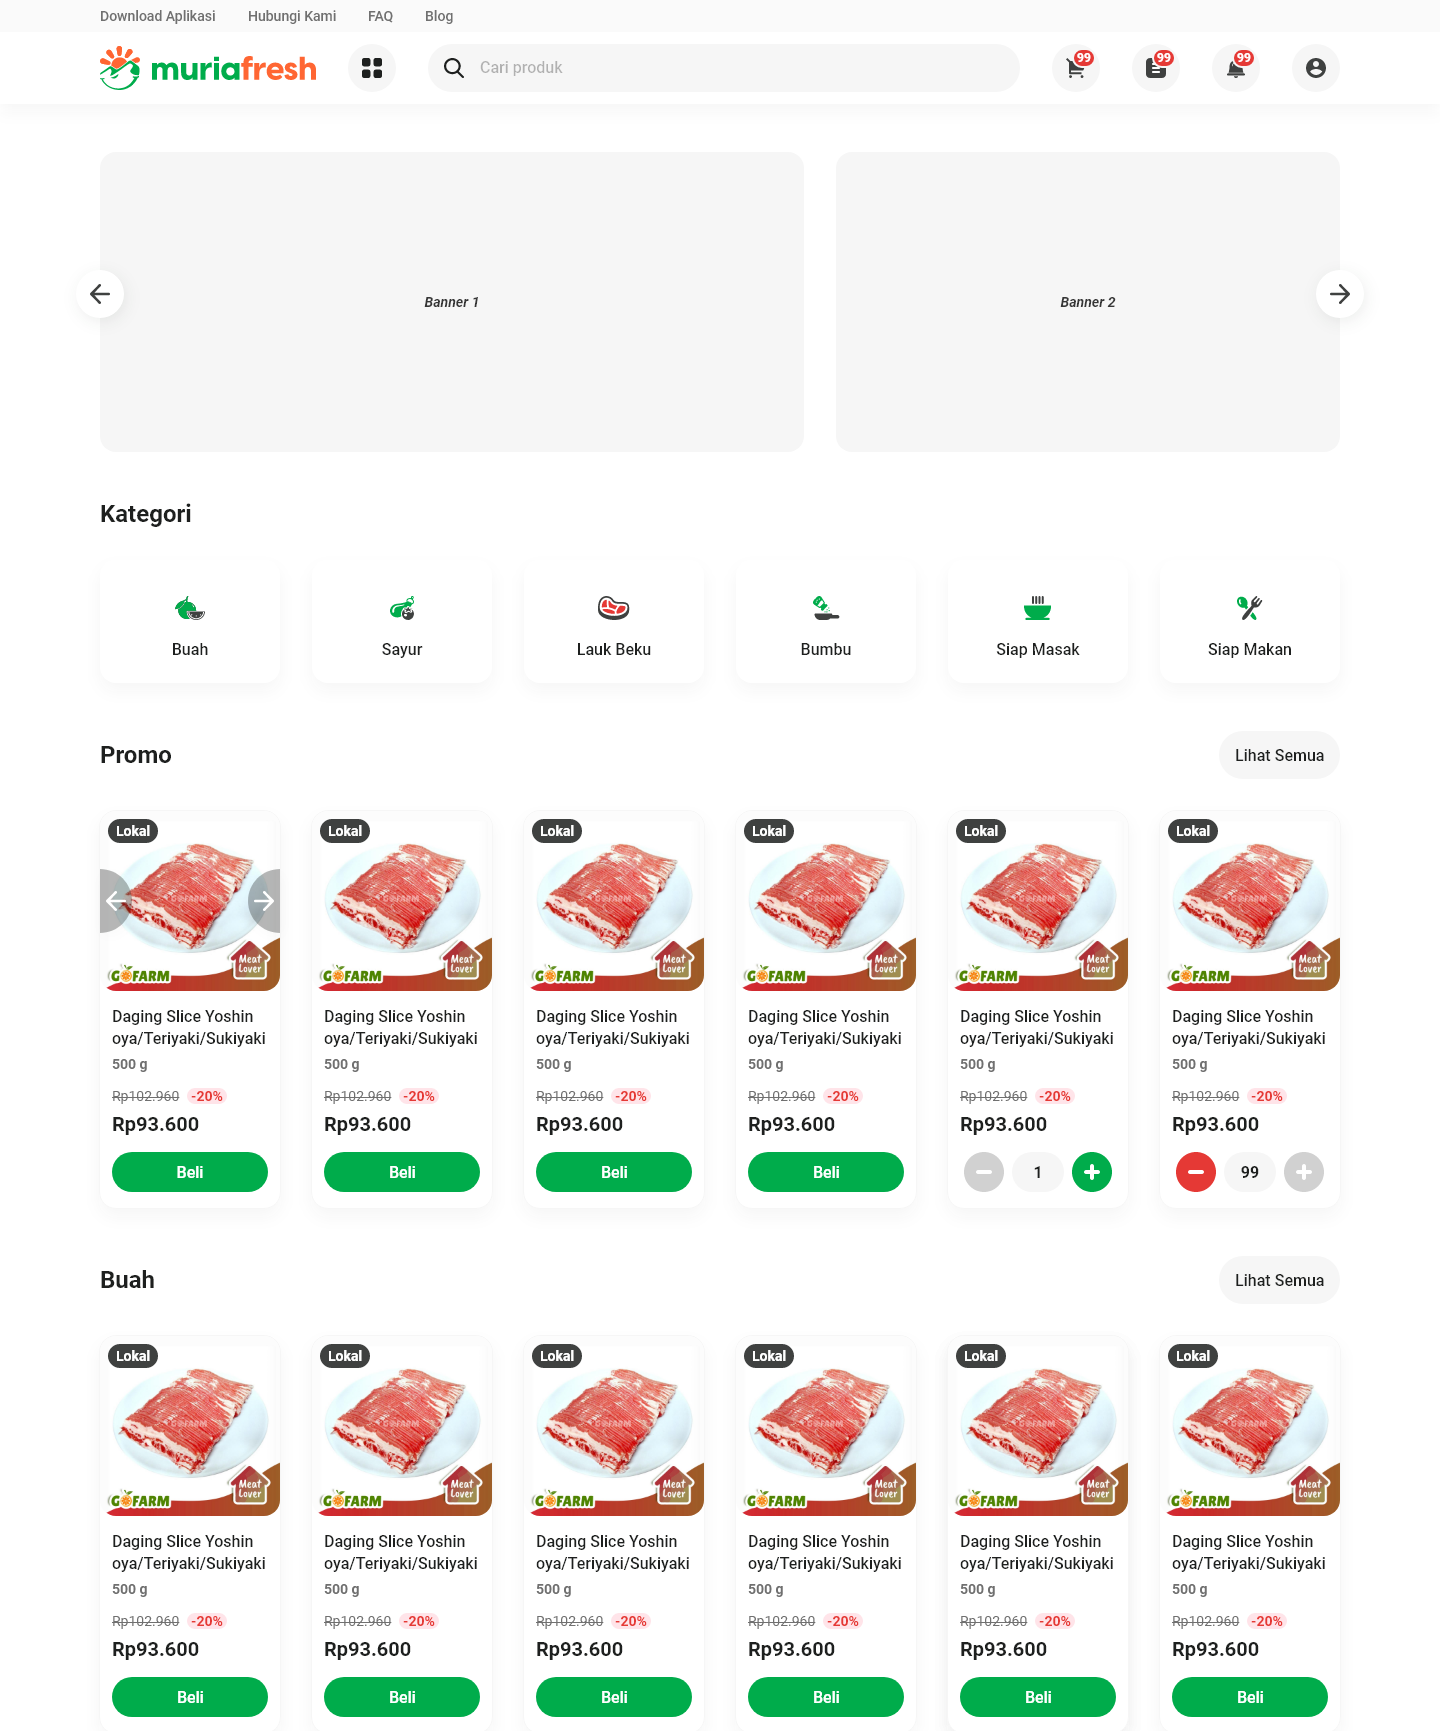 Download Aplikasi Hubungi Kami FAQ Blog
muriafresh Cari produk 99 99 99
Banner 1 Banner 2
Kategori
Buah Sayur Lauk Beku Bumbu Siap Masak Siap Makan
Promo Lihat Semua
Lokal Lokal Lokal Lokal Lokal Lokal
GOFARM GOFARM GOFARM GOFARM GOFARM GOFARM
Meat Meat Meat Meat Meat Meat
Lover Lover Lover Lover Lover Lover
GOFARM GOFARM GOFARM GOFARM GOFARM GOFARM
Daging Slice Yoshin Daging Slice Yoshin Daging Slice Yoshin Daging Slice Yoshin Daging Slice Yoshin Daging Slice Yoshin
oya/Teriyaki/Sukiyaki oya/Teriyaki/Sukiyaki oya/Teriyaki/Sukiyaki oya/Teriyaki/Sukiyaki oya/Teriyaki/Sukiyaki oya/Teriyaki/Sukiyaki
500 g 500 g 500 g 500 g 500 g 500 g
Rp102.960 -20% Rp102.960 -20% Rp102.960 -20% Rp102.960 -20% Rp102.960 -20% Rp102.960 -20%
Rp93.600 Rp93.600 Rp93.600 Rp93.600 Rp93.600 Rp93.600
Beli Beli Beli Beli 1 99
Buah Lihat Semua
Lokal Lokal Lokal Lokal Lokal Lokal
GOFARM GOFARM GOFARM GOFARM GOFARM GOFARM
Meat Meat Meat Meat Meat Meat
Lover Lover Lover Lover Lover Lover
GOFARM GOFARM GOFARM GOFARM GOFARM GOFARM
Daging Slice Yoshin Daging Slice Yoshin Daging Slice Yoshin Daging Slice Yoshin Daging Slice Yoshin Daging Slice Yoshin
oya/Teriyaki/Sukiyaki oya/Teriyaki/Sukiyaki oya/Teriyaki/Sukiyaki oya/Teriyaki/Sukiyaki oya/Teriyaki/Sukiyaki oya/Teriyaki/Sukiyaki
500 g 500 g 500 g 500 g 500 g 500 g
Rp102.960 -20% Rp102.960 -20% Rp102.960 -20% Rp102.960 -20% Rp102.960 -20% Rp102.960 -20%
Rp93.600 Rp93.600 Rp93.600 Rp93.600 Rp93.600 Rp93.600
Beli Beli Beli Beli Beli Beli